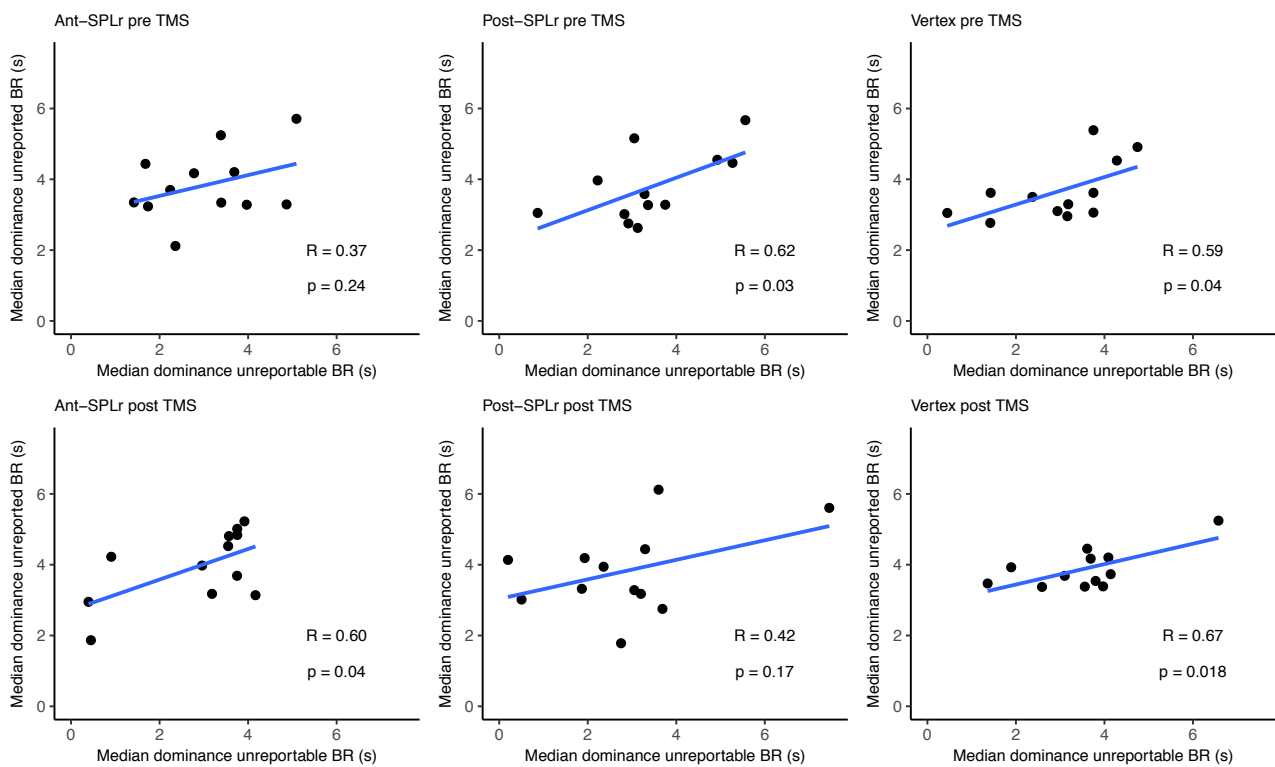 Ant−SPLr pre TMS
Median dominance unreported BR (s)
6
4
2
0
R = 0.37
p = 0.24
0 2 4 6
Median dominance unreportable BR (s)
Post−SPLr pre TMS
Median dominance unreported BR (s)
6
4
2
0
R = 0.62
p = 0.03
0 2 4 6
Median dominance unreportable BR (s)
Vertex pre TMS
Median dominance unreported BR (s)
6
4
2
0
R = 0.59
p = 0.04
0 2 4 6
Median dominance unreportable BR (s)
Ant−SPLr post TMS
Median dominance unreported BR (s)
6
4
2
0
R = 0.60
p = 0.04
0 2 4 6
Median dominance unreportable BR (s)
Post−SPLr post TMS
Median dominance unreported BR (s)
6
4
2
0
R = 0.42
p = 0.17
0 2 4 6
Median dominance unreportable BR (s)
Vertex post TMS
Median dominance unreported BR (s)
6
4
2
0
R = 0.67
p = 0.018
0 2 4 6
Median dominance unreportable BR (s)